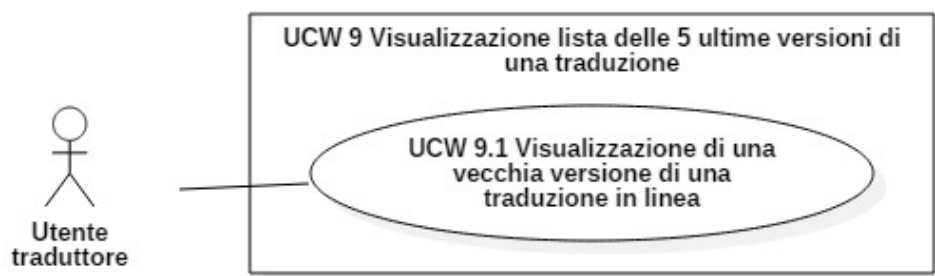 UCW 9 Visualizzazione lista delle 5 ultime versioni di
una traduzione
UCW 9.1 Visualizzazione di una
vecchia versione di una
traduzione in linea
Utente
traduttore